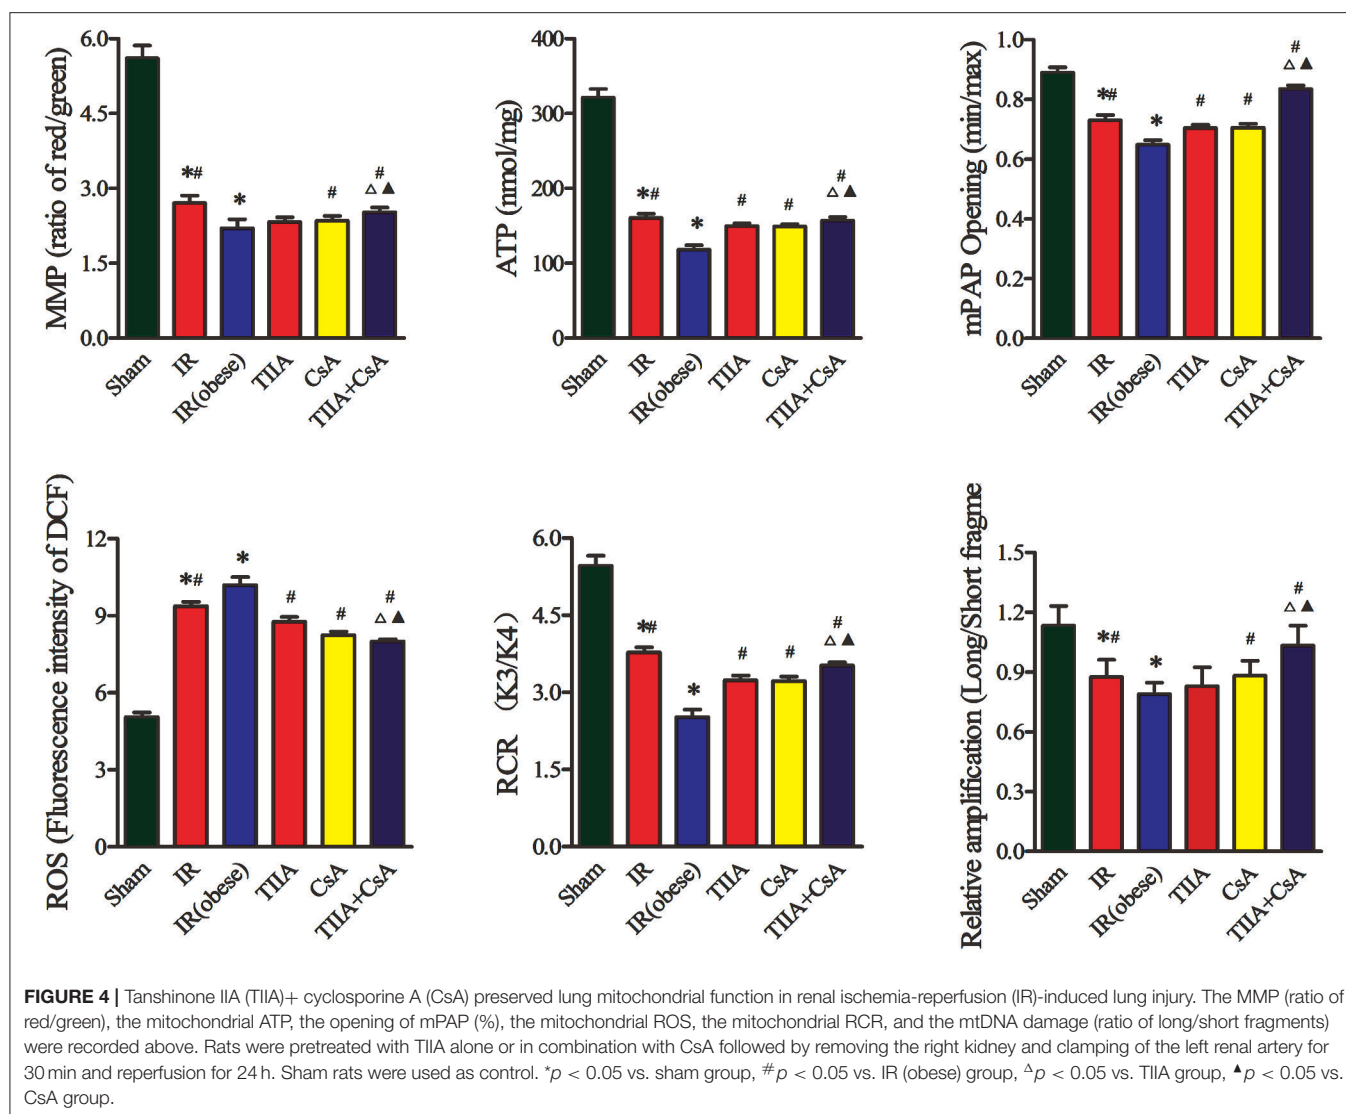 MMP (ratio of red/green)
6.0
4.5
3.0
1.5
0.0
*#
*
#
#
△ ▲
Sham
IR
IR(obese)
TIIA
CsA
TIIA+CsA
ATP (nmol/mg)
400
300
200
100
0
*#
*
#
#
#
△ ▲
Sham
IR
IR(obese)
TIIA
CsA
TIIA+CsA
mPAP Opening (min/max)
1.0
0.8
0.6
0.4
0.2
0.0
*#
*
#
#
#
△ ▲
Sham
IR
IR(obese)
TIIA
CsA
TIIA+CsA
ROS (Fluorescence intensity of DCF)
12
9
6
3
0
*#
*
#
#
#
△ ▲
Sham
IR
IR(obese)
TIIA
CsA
TIIA+CsA
RCR (K3/K4)
6.0
4.5
3.0
1.5
0.0
*#
*
#
#
#
△ ▲
Sham
IR
IR(obese)
TIIA
CsA
TIIA+CsA
Relative amplification (Long/Short fragme
1.5
1.2
0.9
0.6
0.3
0.0
*#
*
#
#
△ ▲
Sham
IR
IR(obese)
TIIA
CsA
TIIA+CsA
FIGURE 4 | Tanshinone IIA (TIIA)+ cyclosporine A (CsA) preserved lung mitochondrial function in renal ischemia-reperfusion (IR)-induced lung injury. The MMP (ratio of
red/green), the mitochondrial ATP, the opening of mPAP (%), the mitochondrial ROS, the mitochondrial RCR, and the mtDNA damage (ratio of long/short fragments)
were recorded above. Rats were pretreated with TIIA alone or in combination with CsA followed by removing the right kidney and clamping of the left renal artery for
30 min and reperfusion for 24 h. Sham rats were used as control. *p < 0.05 vs. sham group, #p < 0.05 vs. IR (obese) group, △p < 0.05 vs. TIIA group, ▲p < 0.05 vs.
CsA group.